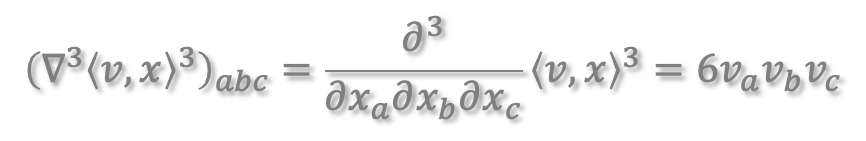 (∇³⟨v, x⟩³)_{abc} = ∂³/(∂x_a ∂x_b ∂x_c) ⟨v, x⟩³ = 6v_a v_b v_c